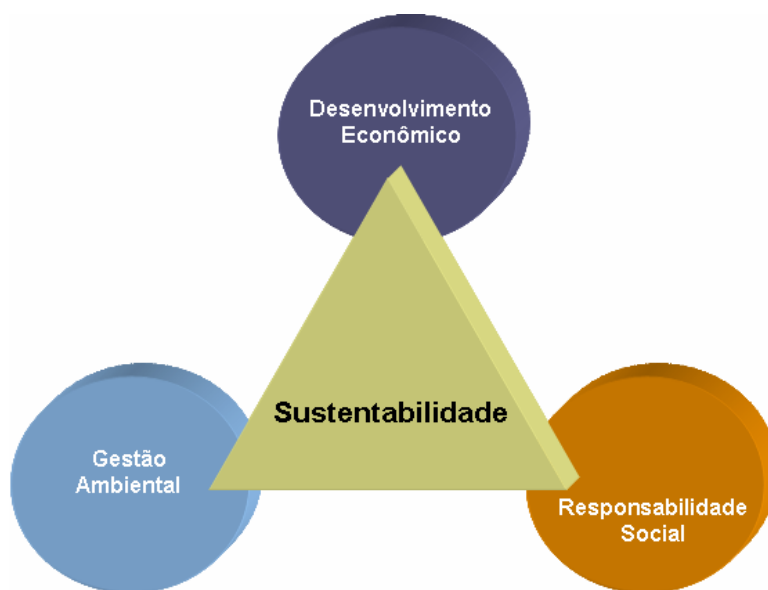 Desenvolvimento
Econômico
Sustentabilidade
Gestão
Ambiental
Responsabilidade
Social